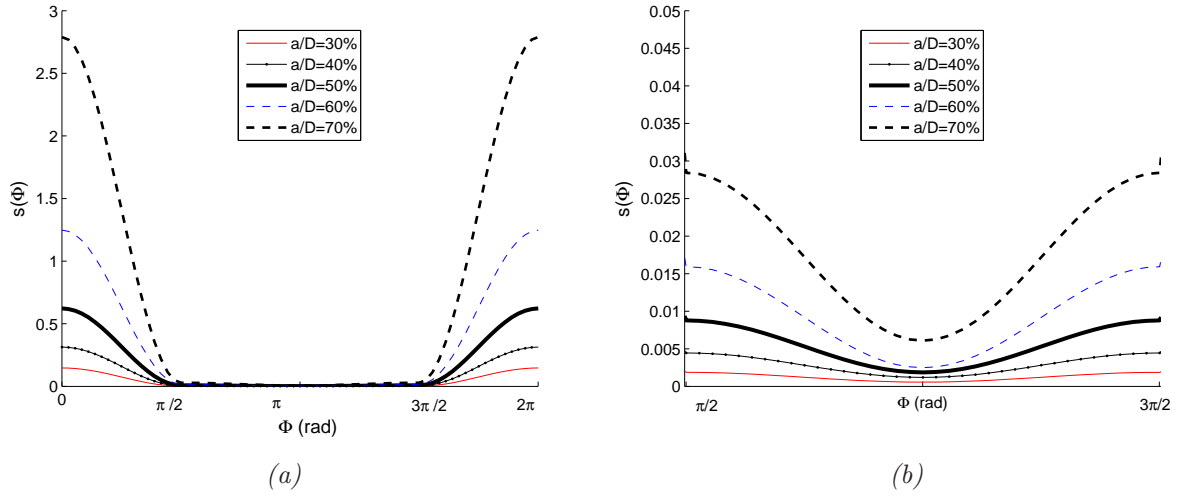 3
2.5
2
1.5
1
0.5
0
s(Φ)
0
π /2
π
3π /2
2π
Φ (rad)
a/D=30%
a/D=40%
a/D=50%
a/D=60%
a/D=70%
(a)
0.05
0.045
0.04
0.035
0.03
0.025
0.02
0.015
0.01
0.005
0
s(Φ)
π/2
Φ (rad)
3π/2
a/D=30%
a/D=40%
a/D=50%
a/D=60%
a/D=70%
(b)